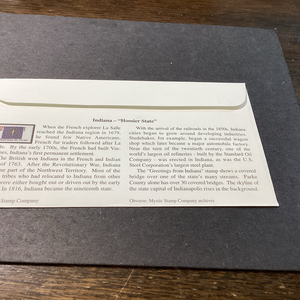 Indiana – "Hoosier State"
When the French explorer La Salle
reached the Indiana region in 1679,
he found few Native Americans.
French fur traders followed after La
By the early 1700s, the French had built Vin-
Indiana's first permanent settlement.
The British won Indiana in the French and Indian
of 1763. After the Revolutionary War, Indiana
me part of the Northwest Territory. Most of the
tribes who had relocated to Indiana from other
were either bought out or driven out by the early
In 1816, Indiana became the nineteenth state.
With the arrival of the railroads in the 1850s, Indiana
cities began to grow around developing industries.
Studebaker, for example, began a successful wagon
shop which later became a major automobile factory.
Near the turn of the twentieth century, one of the
world's largest oil refineries - built by the Standard Oil
Company - was erected in Indiana, as was the U.S.
Steel Corporation's largest steel plant.
The "Greetings from Indiana" stamp shows a covered
bridge over one of the state's many streams. Parke
County alone has over 30 covered bridges. The skyline of
the state capital of Indianapolis rises in the background.
Stamp Company
Obverse: Mystic Stamp Company archives